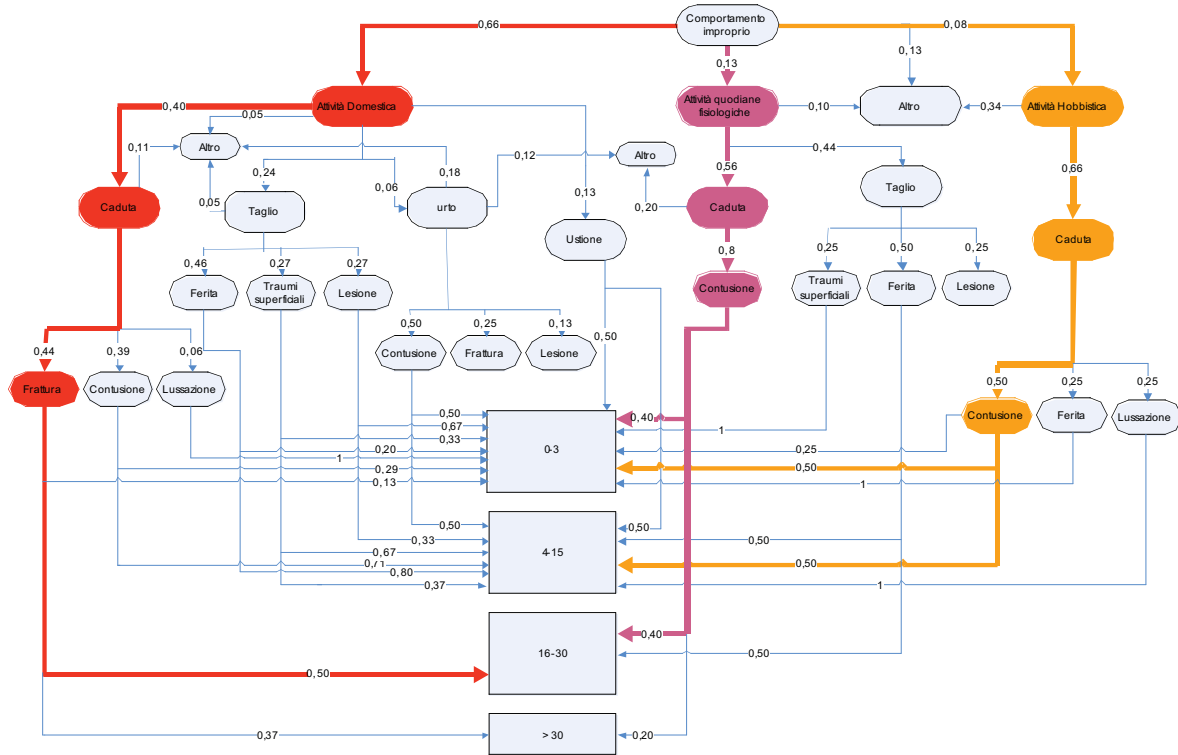 Comportamento
improprio
0,66
0,08
0,13
0,13
Attività Domestica
Attività quodiane
fisiologiche
0,10
Altro
0,34
Attività Hobbistica
0,40
0,05
0,11
Altro
0,18
0,12
Altro
0,56
0,44
0,66
0,24
0,06
0,13
0,20
Caduta
0,05
Taglio
urto
Ustione
Caduta
Taglio
Caduta
0,8
0,46
0,27
0,27
0,25
0,50
0,25
Ferita
Traumi
superficiali
Lesione
Contusione
Traumi
superficiali
Ferita
Lesione
0,50
0,25
0,13
0,50
0,44
0,39
0,06
Contusione
Frattura
Lesione
0,50
0,25
0,25
Frattura
Contusione
Lussazione
Contusione
Ferita
Lussazione
0,50
0,67
0,33
0,20
1
0,29
0,13
0-3
0,40
1
0,25
0,50
1
0,50
0,33
0,67
0,71
0,80
0,37
4-15
0,50
0,50
0,50
1
16-30
0,40
0,50
0,50
0,37
> 30
0,20